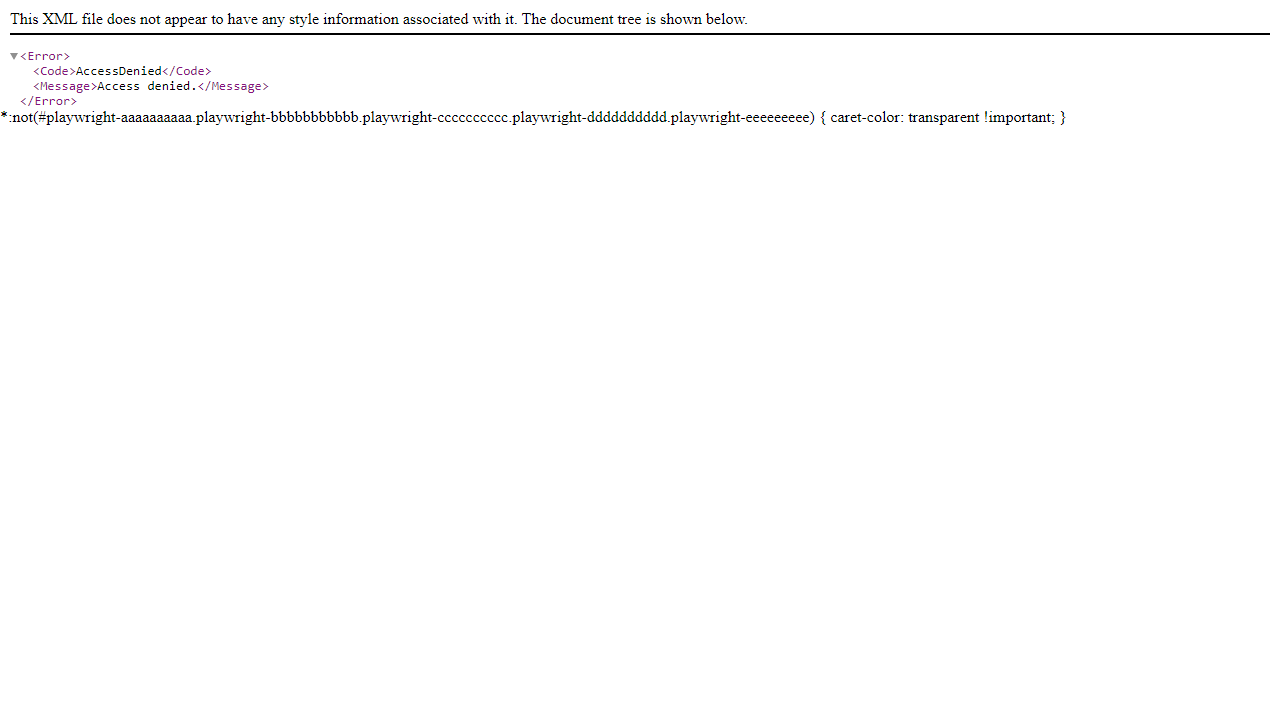 This XML file does not appear to have any style information associated with it. The document tree is shown below.
▼<Error>
<Code>AccessDenied</Code>
<Message>Access denied.</Message>
</Error>
*:not(#playwright-aaaaaaaaaa.playwright-bbbbbbbbbbb.playwright-cccccccccc.playwright-dddddddddd.playwright-eeeeeeeee) { caret-color: transparent !important; }